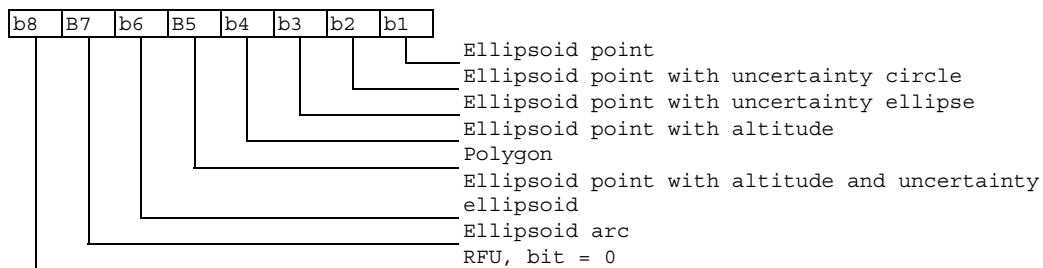 b8 B7 b6 B5 b4 b3 b2 b1
Ellipsoid point
Ellipsoid point with uncertainty circle
Ellipsoid point with uncertainty ellipse
Ellipsoid point with altitude
Polygon
Ellipsoid point with altitude and uncertainty
ellipsoid
Ellipsoid arc
RFU, bit = 0